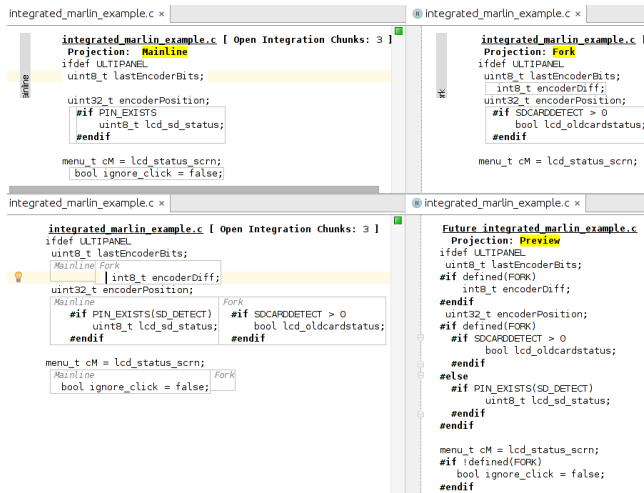 integrated_marlin_example.c ×
integrated_marlin_example.c [ Open Integration Chunks: 3 ]
Projection: Mainline
ifdef ULTIPANEL
uint8_t lastEncoderBits;
uint32_t encoderPosition;
#if PIN_EXISTS
uint8_t lcd_sd_status;
#endif
menu_t cM = lcd_status_scrn;
bool ignore_click = false;
N integrated_marlin_example.c ×
integrated_marlin_example.c [
Projection: Fork
ifdef ULTIPANEL
uint8_t lastEncoderBits;
int8_t encoderDiff;
uint32_t encoderPosition;
#if SDCARDDETECT > 0
bool lcd_oldcardstatus;
#endif
menu_t cM = lcd_status_scrn;
integrated_marlin_example.c ×
integrated_marlin_example.c [ Open Integration Chunks: 3 ]
ifdef ULTIPANEL
uint8_t lastEncoderBits;
Mainline Fork
int8_t encoderDiff;
uint32_t encoderPosition;
Mainline Fork
#if PIN_EXISTS(SD_DETECT) #if SDCARDDETECT > 0
uint8_t lcd_sd_status; bool lcd_oldcardstatus;
#endif #endif
menu_t cM = lcd_status_scrn;
Mainline Fork
bool ignore_click = false;
N integrated_marlin_example.c ×
Future integrated_marlin_example.c
Projection: Preview
ifdef ULTIPANEL
uint8_t lastEncoderBits;
#if defined(FORK)
int8_t encoderDiff;
#endif
uint32_t encoderPosition;
#if defined(FORK)
#if SDCARDDETECT > 0
bool lcd_oldcardstatus;
#endif
#else
#if PIN_EXISTS(SD_DETECT)
uint8_t lcd_sd_status;
#endif
#endif
menu_t cM = lcd_status_scrn;
#if !defined(FORK)
bool ignore_click = false;
#endif